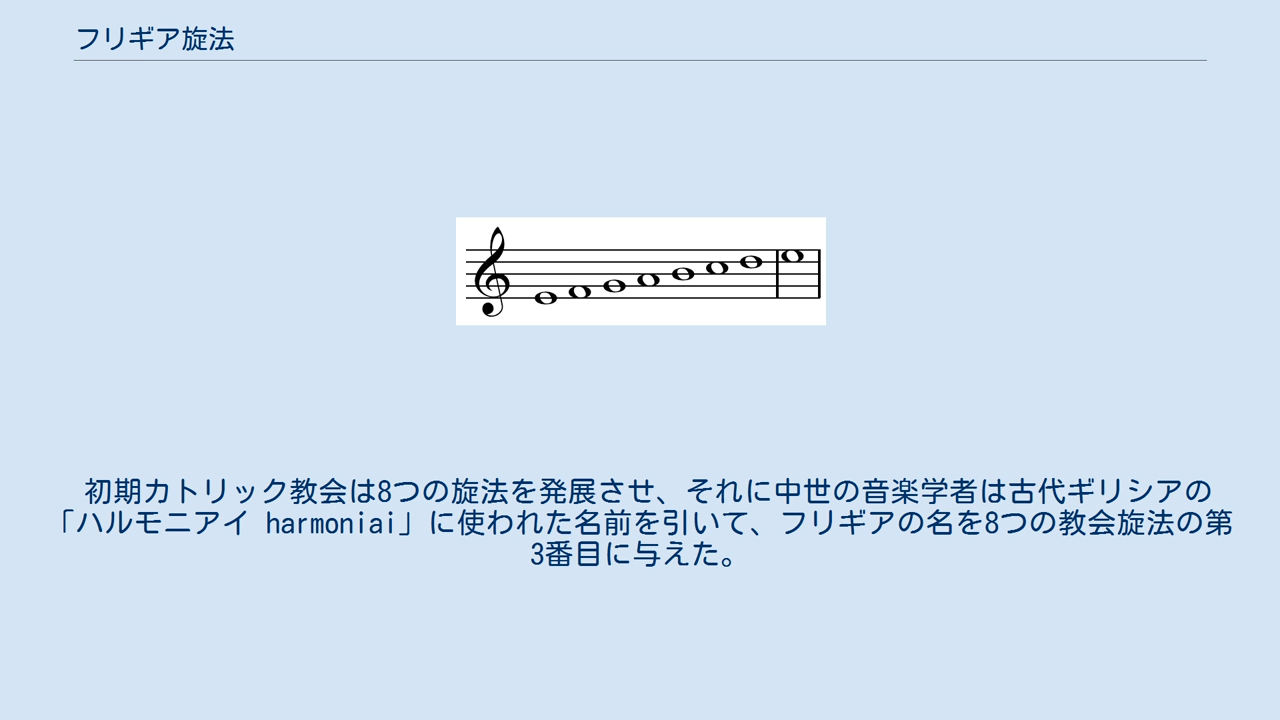 フリギア旋法
初期カトリック教会は8つの旋法を発展させ、それに中世の音楽学者は古代ギリシアの
「ハルモニアイ harmoniai」に使われた名前を引いて、フリギアの名を8つの教会旋法の第
3番目に与えた。